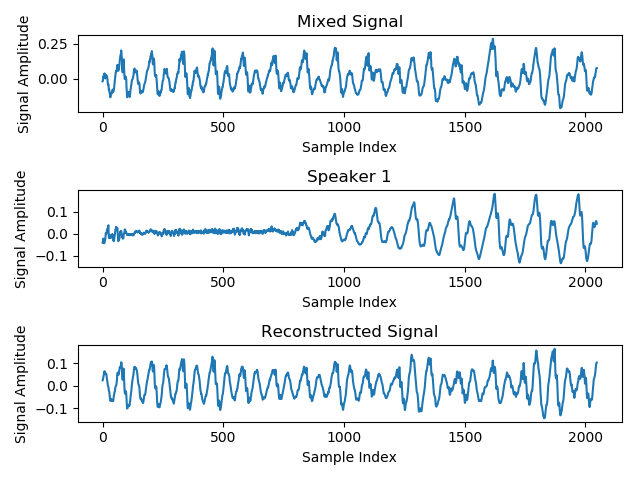 Mixed Signal
Signal Amplitude
0.25
0.00
0 500 1000 1500 2000
Sample Index
Speaker 1
Signal Amplitude
0.1
0.0
−0.1
0 500 1000 1500 2000
Sample Index
Reconstructed Signal
Signal Amplitude
0.1
0.0
−0.1
0 500 1000 1500 2000
Sample Index